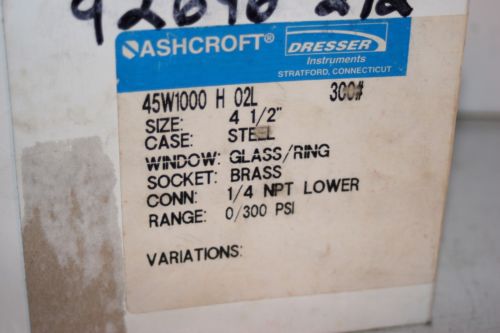 ASHCROFT® DRESSER
Instruments
STRATFORD, CONNECTICUT
45W1000 H 02L 300#
SIZE: 4 1/2"
CASE: STEEL
WINDOW: GLASS/RING
SOCKET: BRASS
CONN: 1/4 NPT LOWER
RANGE: 0/300 PSI
VARIATIONS: